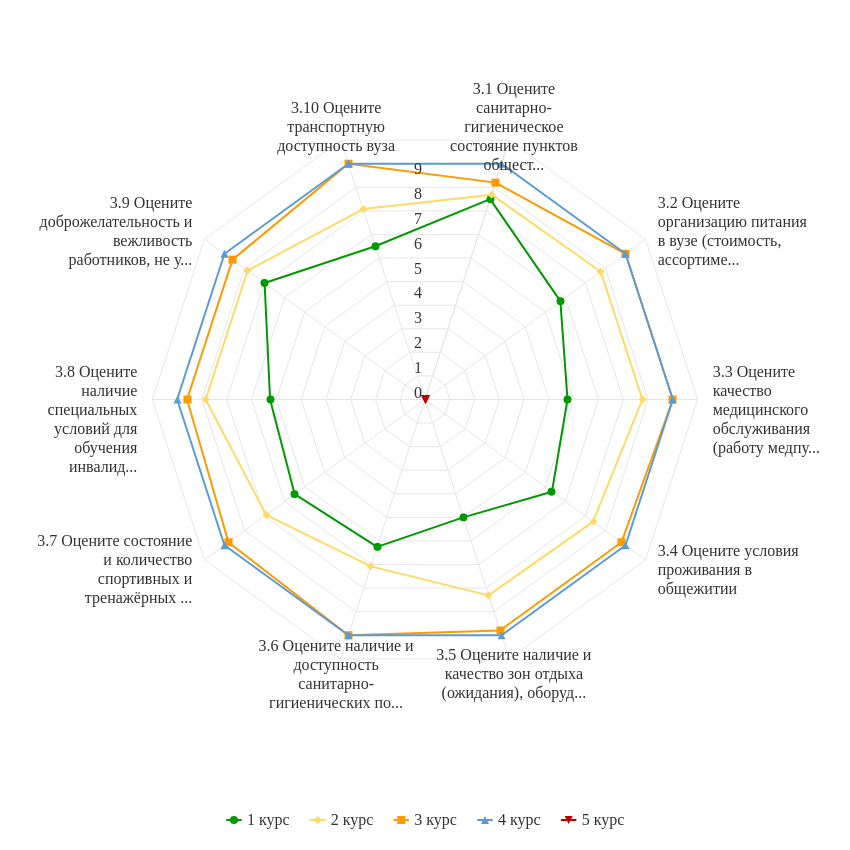 3.1 Оцените
санитарно-
гигиеническое
состояние пунктов
общест...
3.10 Оцените
транспортную
доступность вуза
3.2 Оцените
организацию питания
в вузе (стоимость,
ассортиме...
3.9 Оцените
доброжелательность и
вежливость
работников, не у...
9
8
7
6
5
4
3
2
1
0
3.3 Оцените
качество
медицинского
обслуживания
(работу медпу...
3.8 Оцените
наличие
специальных
условий для
обучения
инвалид...
3.4 Оцените условия
проживания в
общежитии
3.7 Оцените состояние
и количество
спортивных и
тренажёрных ...
3.6 Оцените наличие и
доступность
санитарно-
гигиенических по...
3.5 Оцените наличие и
качество зон отдыха
(ожидания), оборуд...
1 курс 2 курс 3 курс 4 курс 5 курс